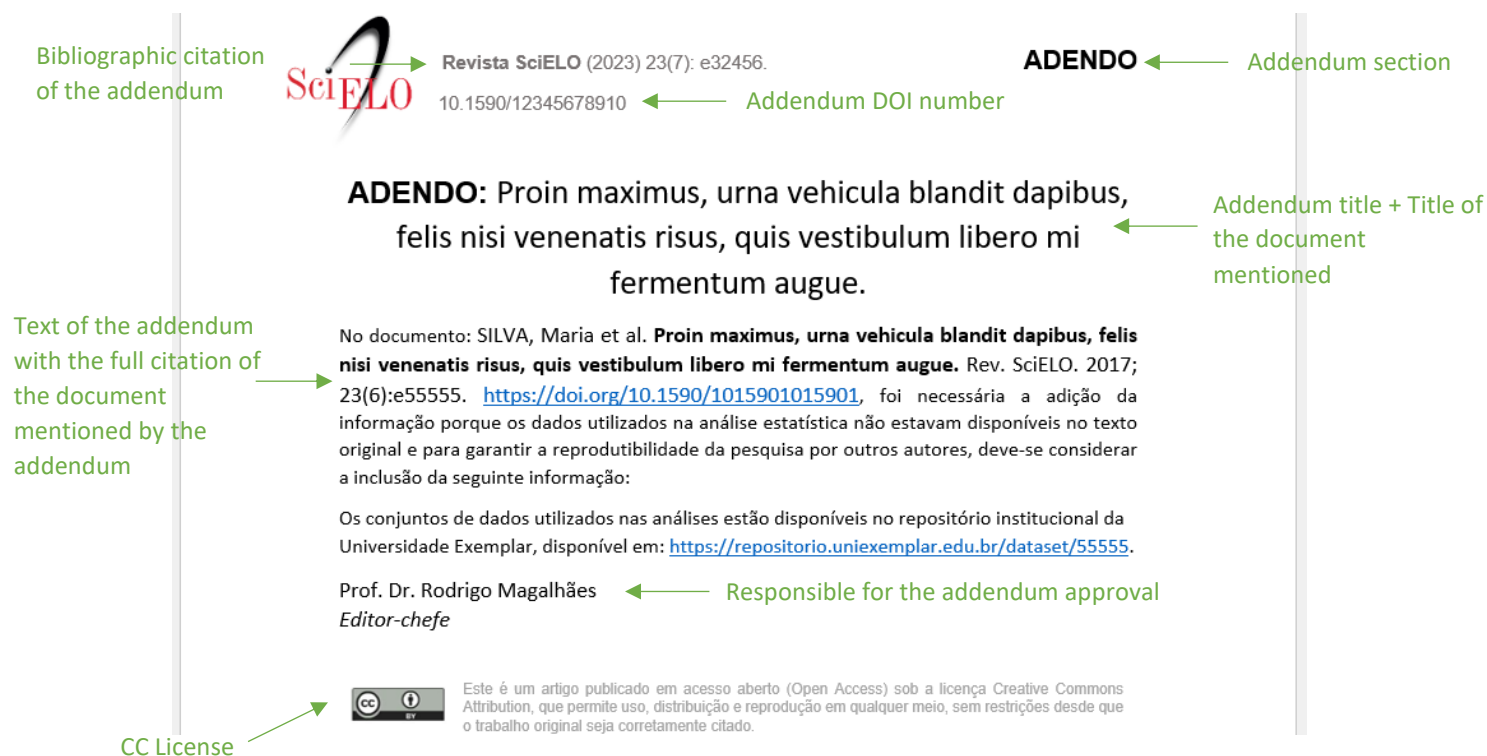 Bibliographic citation
of the addendum
SciELO
Revista SciELO (2023) 23(7): e32456.
ADENDO
Addendum section
10.1590/12345678910
Addendum DOI number
ADENDO: Proin maximus, urna vehicula blandit dapibus,
felis nisi venenatis risus, quis vestibulum libero mi
fermentum augue.
Addendum title + Title of
the document
mentioned
Text of the addendum
with the full citation of
the document
mentioned by the
addendum
No documento: SILVA, Maria et al. Proin maximus, urna vehicula blandit dapibus, felis
nisi venenatis risus, quis vestibulum libero mi fermentum augue. Rev. SciELO. 2017;
23(6):e55555. https://doi.org/10.1590/1015901015901, foi necessária a adição da
informação porque os dados utilizados na análise estatística não estavam disponíveis no texto
original e para garantir a reprodutibilidade da pesquisa por outros autores, deve-se considerar
a inclusão da seguinte informação:
Os conjuntos de dados utilizados nas análises estão disponíveis no repositório institucional da
Universidade Exemplar, disponível em: https://repositorio.uniexemplar.edu.br/dataset/55555.
Prof. Dr. Rodrigo Magalhães
Responsible for the addendum approval
Editor-chefe
cc
BY
Este é um artigo publicado em acesso aberto (Open Access) sob a licença Creative Commons
Attribution, que permite uso, distribuição e reprodução em qualquer meio, sem restrições desde que
o trabalho original seja corretamente citado.
CC License